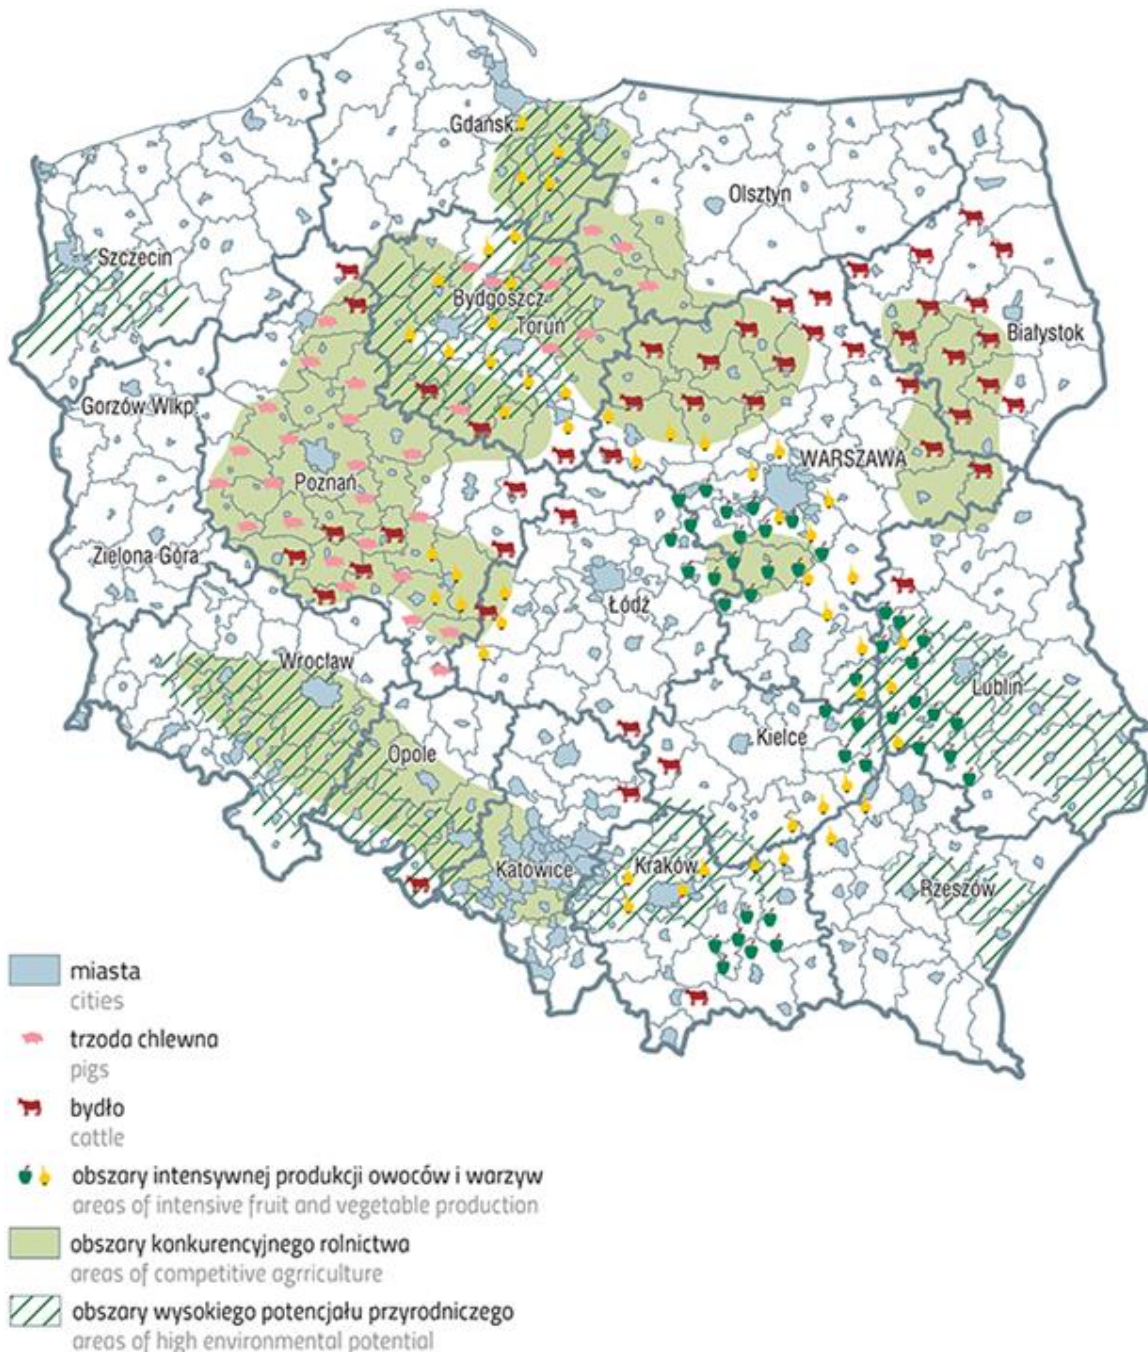 Gdańsk
Olsztyn
Szczecin
Bydgoszcz
Toruń
Białystok
Gorzów Wlkp.
WARSZAWA
Poznań
Zielona Góra
Łódź
Wrocław
Lublin
Kielce
Opole
Katowice
Kraków
Rzeszów
miasta
cities
trzoda chlewna
pigs
bydło
cattle
obszary intensywnej produkcji owoców i warzyw
areas of intensive fruit and vegetable production
obszary konkurencyjnego rolnictwa
areas of competitive agrriculture
obszary wysokiego potencjału przyrodniczego
areas of high environmental potential